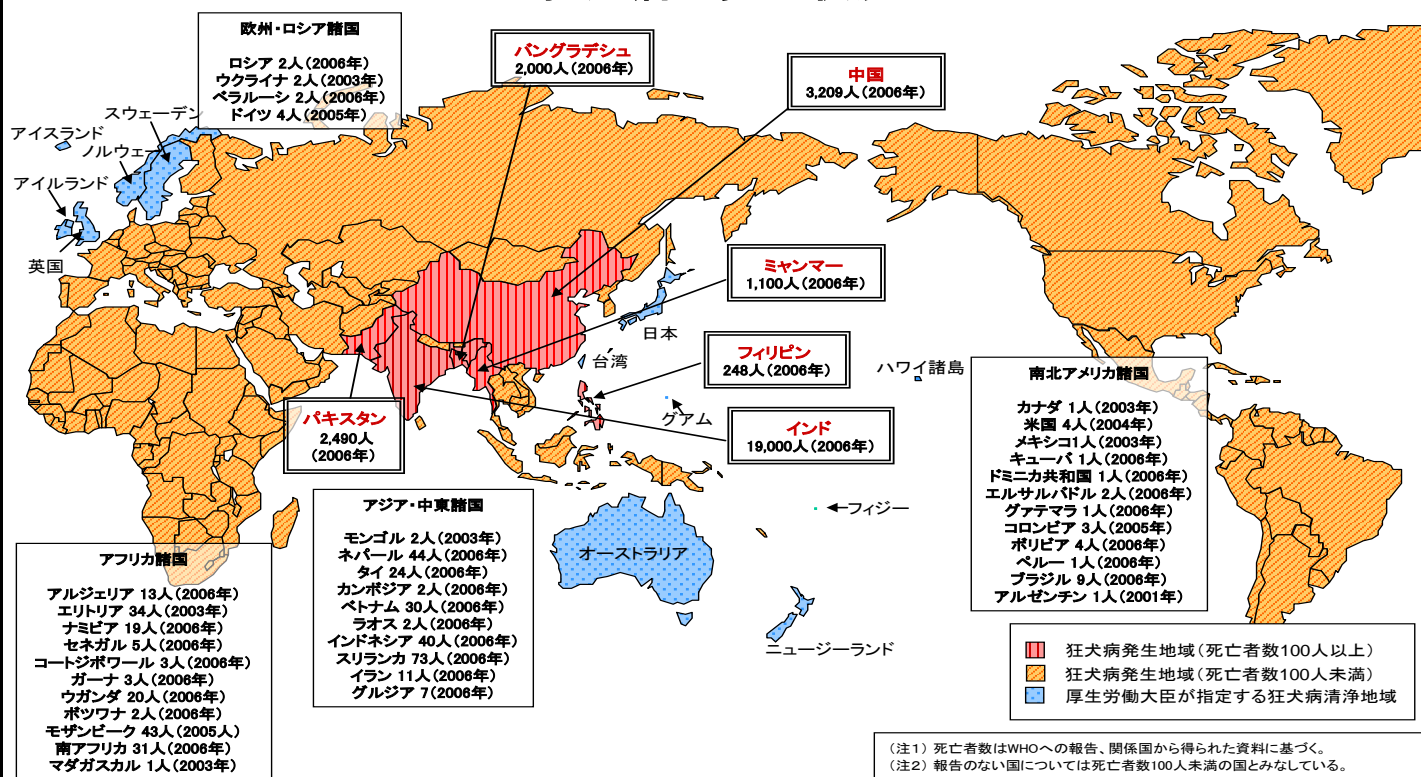 欧州・ロシア諸国
ロシア 2人(2006年)
ウクライナ 2人(2003年)
ベラルーシ 2人(2006年)
ドイツ 4人(2005年)
バングラデシュ
2,000人(2006年)
中国
3,209人(2006年)
スウェーデン
アイスランド
ノルウェー
アイルランド
英国
ミャンマー
1,100人(2006年)
日本
台湾
フィリピン
248人(2006年)
ハワイ諸島
グアム
パキスタン
2,490人
(2006年)
インド
19,000人(2006年)
南北アメリカ諸国
カナダ 1人(2003年)
米国 4人(2004年)
メキシコ1人(2003年)
キューバ 1人(2006年)
ドミニカ共和国 1人(2006年)
エルサルバドル 2人(2006年)
グァテマラ 1人(2006年)
コロンビア 3人(2005年)
ボリビア 4人(2006年)
ペルー 1人(2006年)
ブラジル 9人(2006年)
アルゼンチン 1人(2001年)
アジア・中東諸国
モンゴル 2人(2003年)
ネパール 44人(2006年)
タイ 24人(2006年)
カンボジア 2人(2006年)
ベトナム 30人(2006年)
ラオス 2人(2006年)
インドネシア 40人(2006年)
スリランカ 73人(2006年)
イラン 11人(2006年)
グルジア 7(2006年)
フィジー
オーストラリア
ニュージーランド
アフリカ諸国
アルジェリア 13人(2006年)
エリトリア 34人(2003年)
ナミビア 19人(2006年)
セネガル 5人(2006年)
コートジボワール 3人(2006年)
ガーナ 3人(2006年)
ウガンダ 20人(2006年)
ボツワナ 2人(2006年)
モザンビーク 43人(2005人)
南アフリカ 31人(2006年)
マダガスカル 1人(2003年)
狂犬病発生地域(死亡者数100人以上)
狂犬病発生地域(死亡者数100人未満)
厚生労働大臣が指定する狂犬病清浄地域
(注1) 死亡者数はWHOへの報告、関係国から得られた資料に基づく。
(注2) 報告のない国については死亡者数100人未満の国とみなしている。